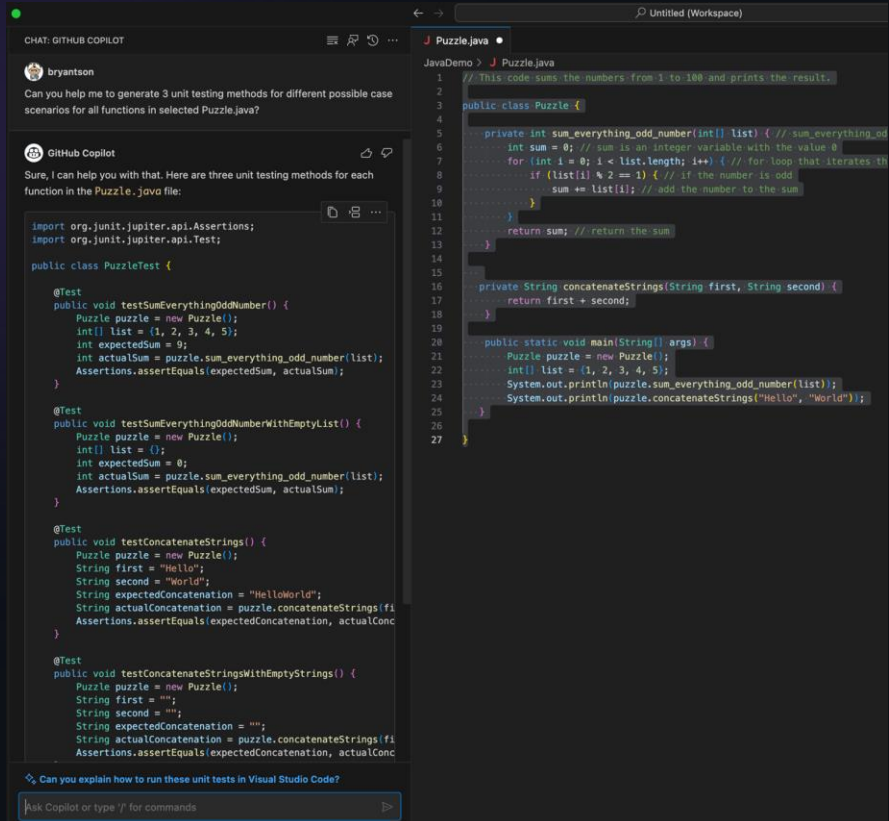 CHAT: GITHUB COPILOT
bryantson
Can you help me to generate 3 unit testing methods for different possible case
scenarios for all functions in selected Puzzle.java?
GitHub Copilot
Sure, I can help you with that. Here are three unit testing methods for each
function in the Puzzle.java file:
import org.junit.jupiter.api.Assertions;
import org.junit.jupiter.api.Test;
public class PuzzleTest {
@Test
public void testSumEverythingOddNumber() {
Puzzle puzzle = new Puzzle();
int[] list = {1, 2, 3, 4, 5};
int expectedSum = 9;
int actualSum = puzzle.sum_everything_odd_number(list);
Assertions.assertEquals(expectedSum, actualSum);
}
@Test
public void testSumEverythingOddNumberWithEmptyList() {
Puzzle puzzle = new Puzzle();
int[] list = {};
int expectedSum = 0;
int actualSum = puzzle.sum_everything_odd_number(list);
Assertions.assertEquals(expectedSum, actualSum);
}
@Test
public void testConcatenateStrings() {
Puzzle puzzle = new Puzzle();
String first = "Hello";
String second = "World";
String expectedConcatenation = "HelloWorld";
String actualConcatenation = puzzle.concatenateStrings(fi
Assertions.assertEquals(expectedConcatenation, actualConc
}
@Test
public void testConcatenateStringsWithEmptyStrings() {
Puzzle puzzle = new Puzzle();
String first = "";
String second = "";
String expectedConcatenation = "";
String actualConcatenation = puzzle.concatenateStrings(fi
Assertions.assertEquals(expectedConcatenation, actualConc
Can you explain how to run these unit tests in Visual Studio Code?
Ask Copilot or type '/' for commands
Untitled (Workspace)
J Puzzle.java
JavaDemo > J Puzzle.java
1 // This code sums the numbers from 1 to 100 and prints the result.
2
3 public class Puzzle {
4
5 private int sum_everything_odd_number(int[] list) { // sum_everything_od
6 int sum = 0; // sum is an integer variable with the value 0
7 for (int i = 0; i < list.length; i++) { // for loop that iterates th
8 if (list[i] % 2 == 1) { // if the number is odd
9 sum += list[i]; // add the number to the sum
10 }
11 }
12 return sum; // return the sum
13 }
14
15
16 private String concatenateStrings(String first, String second) {
17 return first + second;
18 }
19
20 public static void main(String[] args) {
21 Puzzle puzzle = new Puzzle();
22 int[] list = {1, 2, 3, 4, 5};
23 System.out.println(puzzle.sum_everything_odd_number(list));
24 System.out.println(puzzle.concatenateStrings("Hello", "World"));
25 }
26
27 }